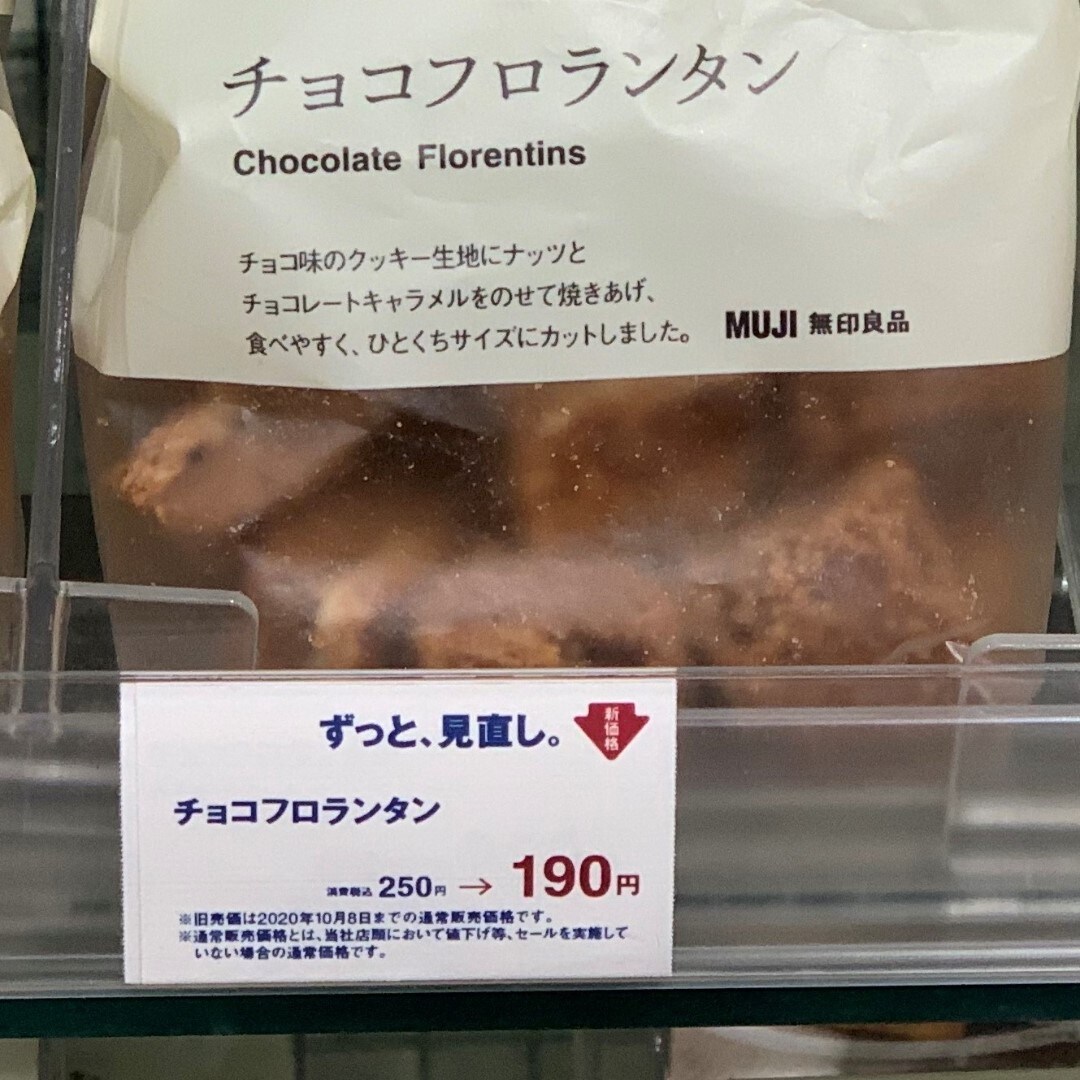 チョコフロランタン
Chocolate Florentins
チョコ味のクッキー生地にナッツと
チョコレートキャラメルをのせて焼きあげ、
食べやすく、ひとくちサイズにカットしました。
MUJI 無印良品
ずっと、見直し。
新価格
チョコフロランタン
消費税込 250円 → 190円
※旧売価は2020年10月8日までの通常販売価格です。
※通常販売価格とは、当社店頭において値下げ等、セールを実施して
いない場合の通常価格です。